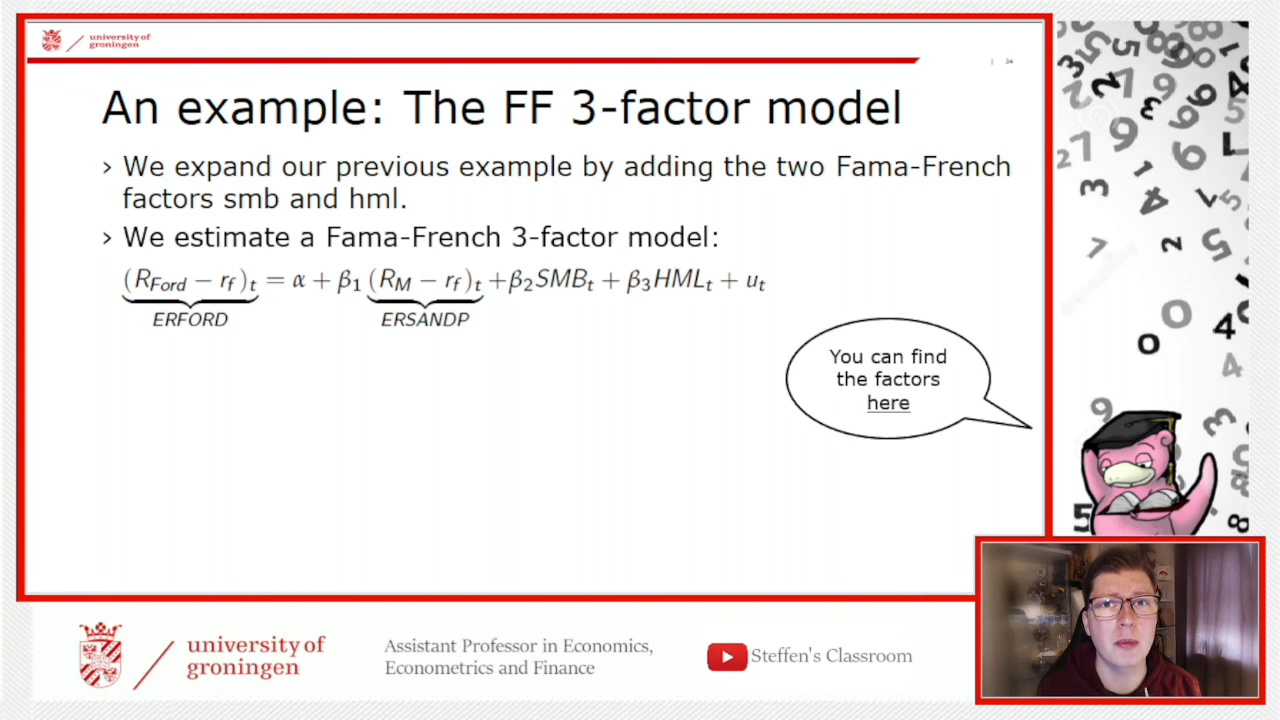 university of
groningen
| 34
An example: The FF 3-factor model
› We expand our previous example by adding the two Fama-French
factors smb and hml.
› We estimate a Fama-French 3-factor model:
(R_Ford − r_f)_t = α + β₁ (R_M − r_f)_t +β₂SMB_t + β₃HML_t + u_t
ERFORD ERSANDP
You can find
the factors
here
university of
groningen
Assistant Professor in Economics,
Econometrics and Finance
Steffen's Classroom